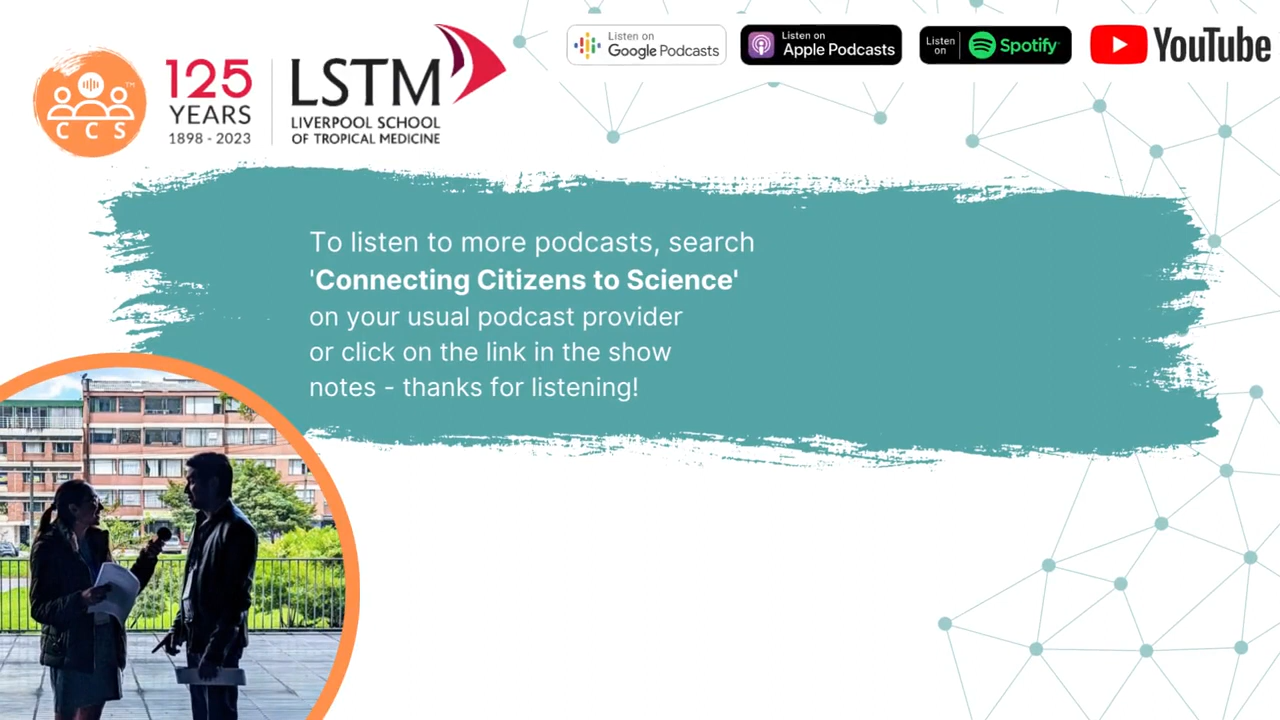 CCS™
125
YEARS
1898 - 2023
LSTM
LIVERPOOL SCHOOL
OF TROPICAL MEDICINE
Listen on
Google Podcasts
Listen on
Apple Podcasts
Listen
on
Spotify
YouTube
To listen to more podcasts, search
'Connecting Citizens to Science'
on your usual podcast provider
or click on the link in the show
notes - thanks for listening!